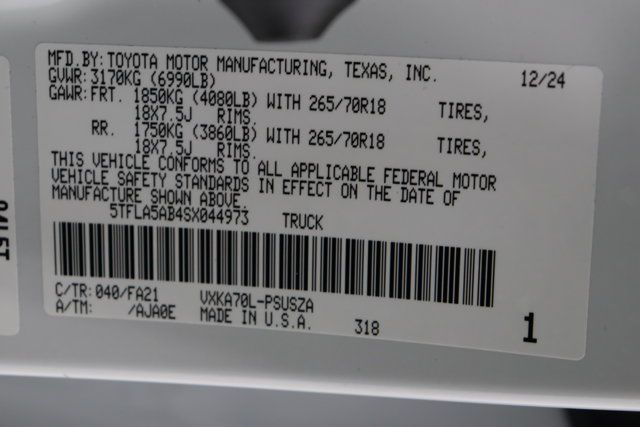 MFD.BY: TOYOTA MOTOR MANUFACTURING, TEXAS, INC. 12/24
GVWR: 3170KG (6990LB)
GAWR: FRT. 1850KG (4080LB) WITH 265/70R18 TIRES,
18X7.5J RIMS.
RR. 1750KG (3860LB) WITH 265/70R18 TIRES,
18X7.5J RIMS.
THIS VEHICLE CONFORMS TO ALL APPLICABLE FEDERAL MOTOR
VEHICLE SAFETY STANDARDS IN EFFECT ON THE DATE OF
MANUFACTURE SHOWN ABOVE.
5TFLA5AB4SX044973 TRUCK
C/TR: 040/FA21 VXKA70L-PSUSZA
A/TM: /AJA0E MADE IN U.S.A. 318 1